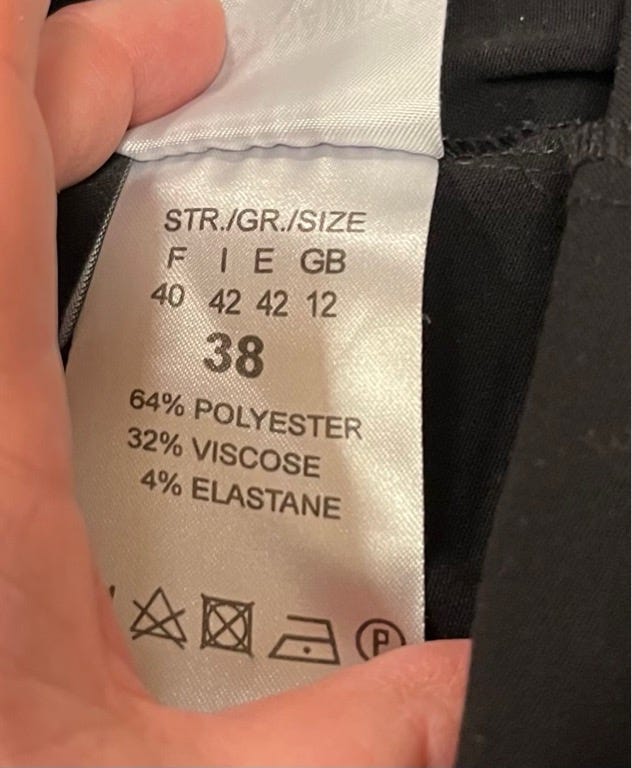 STR./GR./SIZE
F I E GB
40 42 42 12
38
64% POLYESTER
32% VISCOSE
4% ELASTANE
P